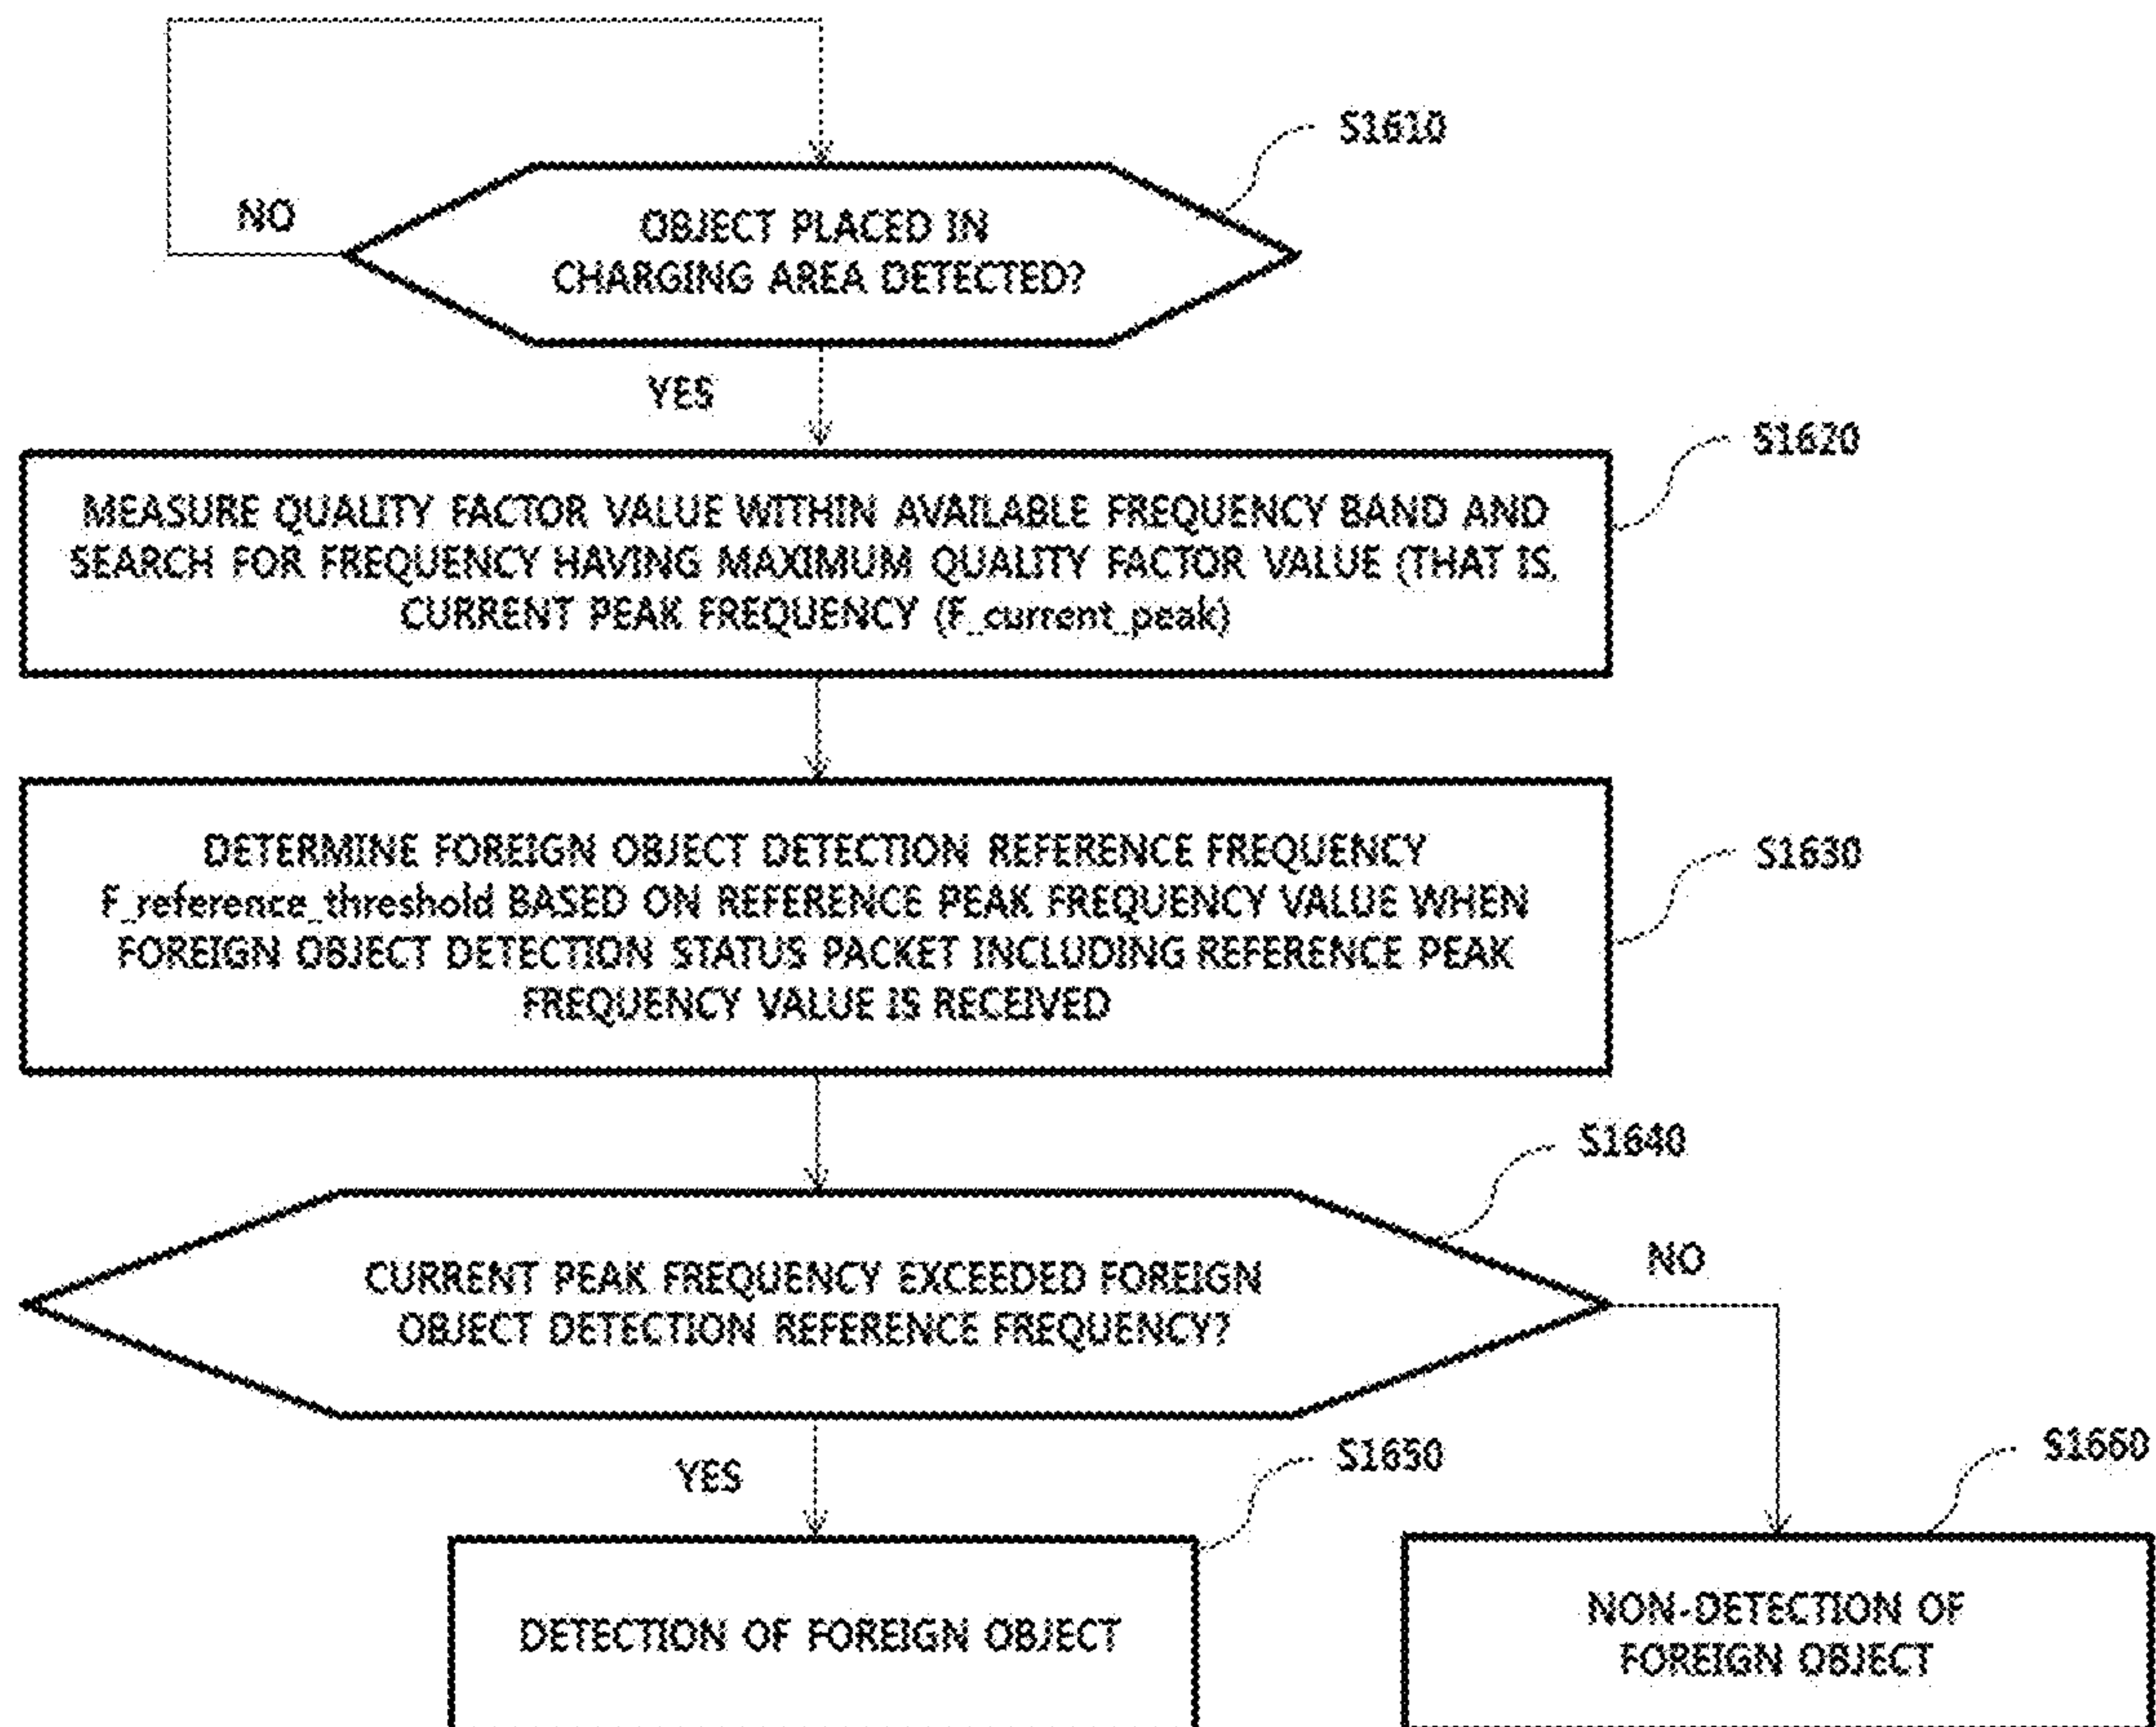 S1610
NO
OBJECT PLACED IN
CHARGING AREA DETECTED?
YES
S1620
MEASURE QUALITY FACTOR VALUE WITHIN AVAILABLE FREQUENCY BAND AND
SEARCH FOR FREQUENCY HAVING MAXIMUM QUALITY FACTOR VALUE (THAT IS,
CURRENT PEAK FREQUENCY (F_current_peak)
DETERMINE FOREIGN OBJECT DETECTION REFERENCE FREQUENCY
S1630
F_reference_threshold BASED ON REFERENCE PEAK FREQUENCY VALUE WHEN
FOREIGN OBJECT DETECTION STATUS PACKET INCLUDING REFERENCE PEAK
FREQUENCY VALUE IS RECEIVED
S1640
NO
CURRENT PEAK FREQUENCY EXCEEDED FOREIGN
OBJECT DETECTION REFERENCE FREQUENCY?
YES
S1650
S1660
DETECTION OF FOREIGN OBJECT
NON-DETECTION OF
FOREIGN OBJECT